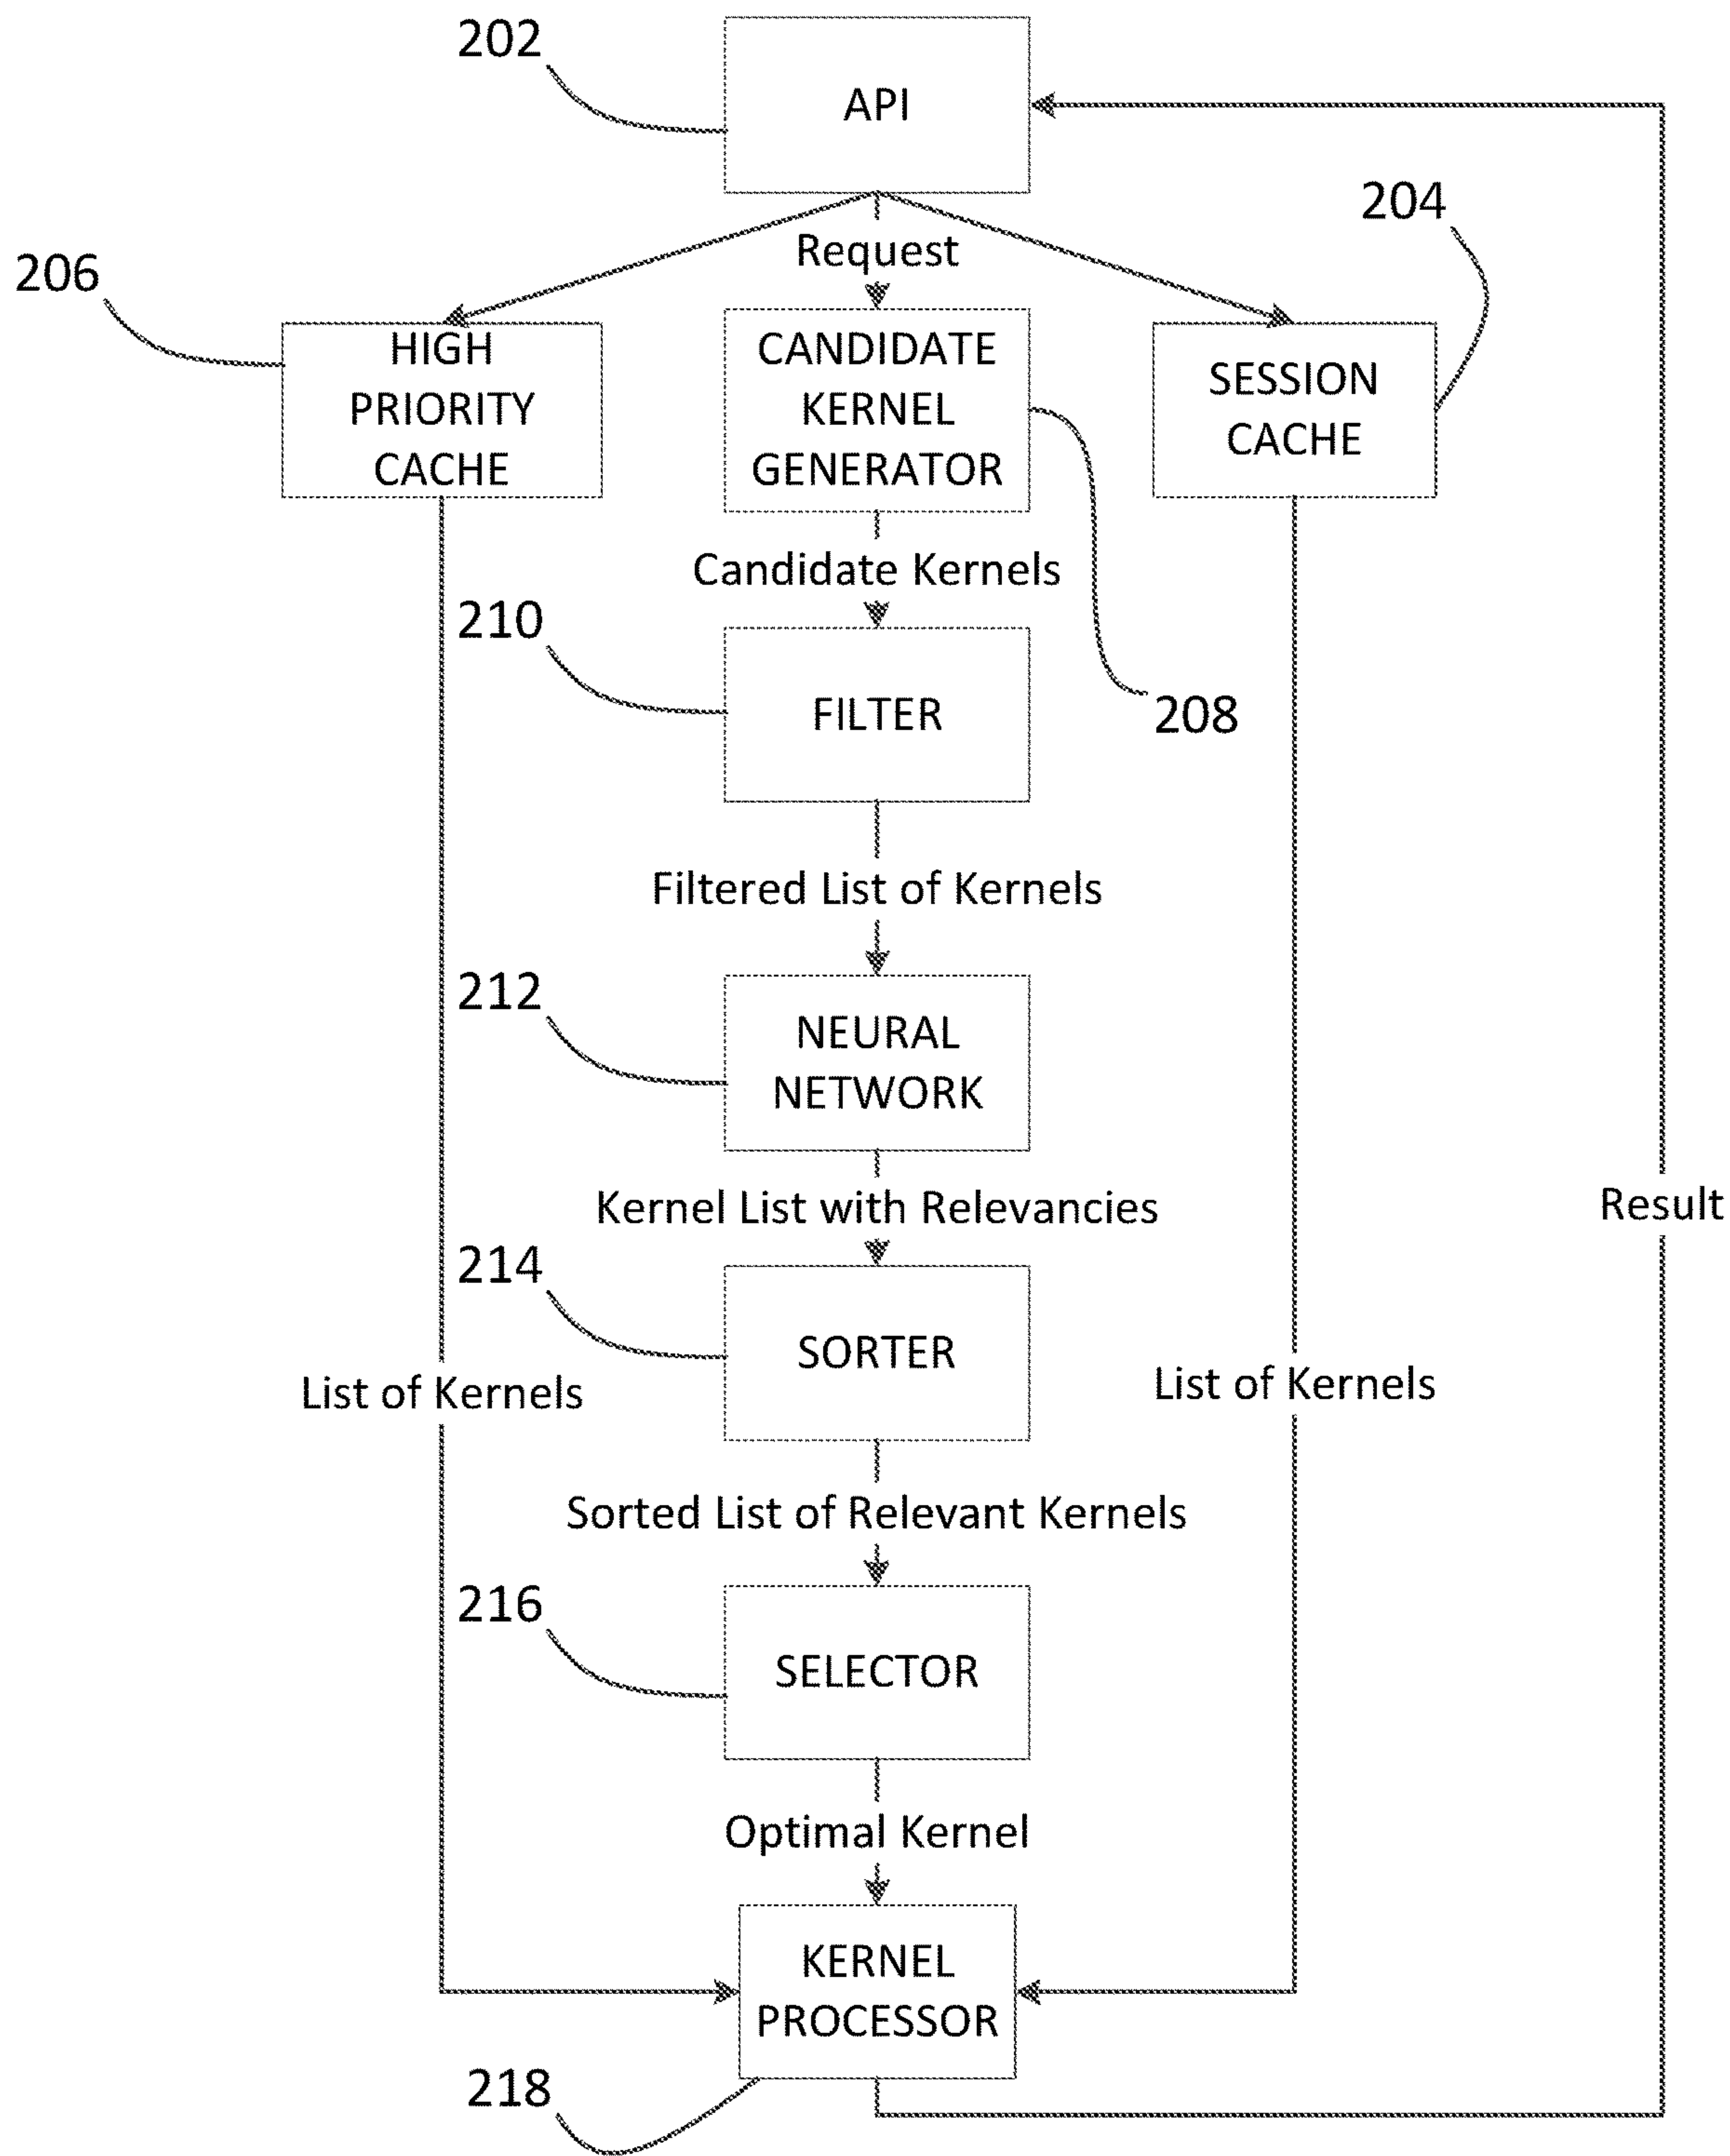 202
API
204
Request
206
HIGH
PRIORITY
CACHE
CANDIDATE
KERNEL
GENERATOR
SESSION
CACHE
Candidate Kernels
210
FILTER
208
Filtered List of Kernels
212
NEURAL
NETWORK
Kernel List with Relevancies
Result
214
SORTER
List of Kernels
List of Kernels
Sorted List of Relevant Kernels
216
SELECTOR
Optimal Kernel
KERNEL
PROCESSOR
218